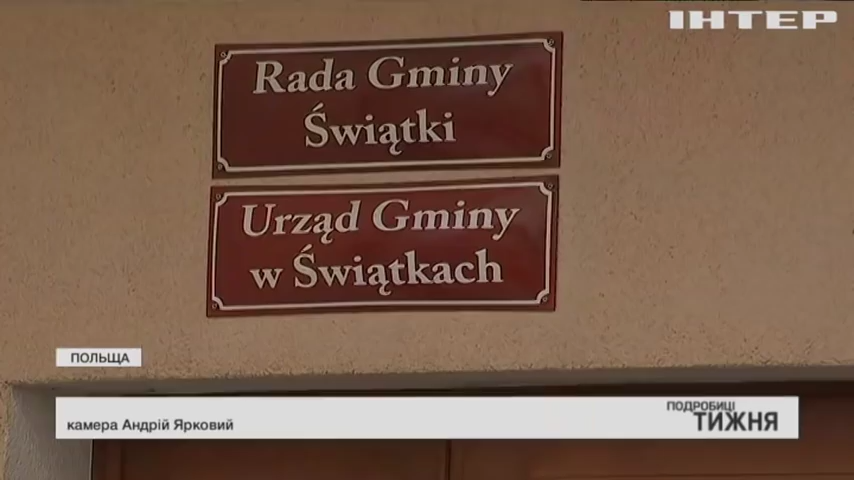 ІНТЕР
Rada Gminy
Świątki
Urząd Gminy
w Świątkach
ПОЛЬЩА
камера Андрій Ярковий
ПОДРОБИЦІ
ТИЖНЯ